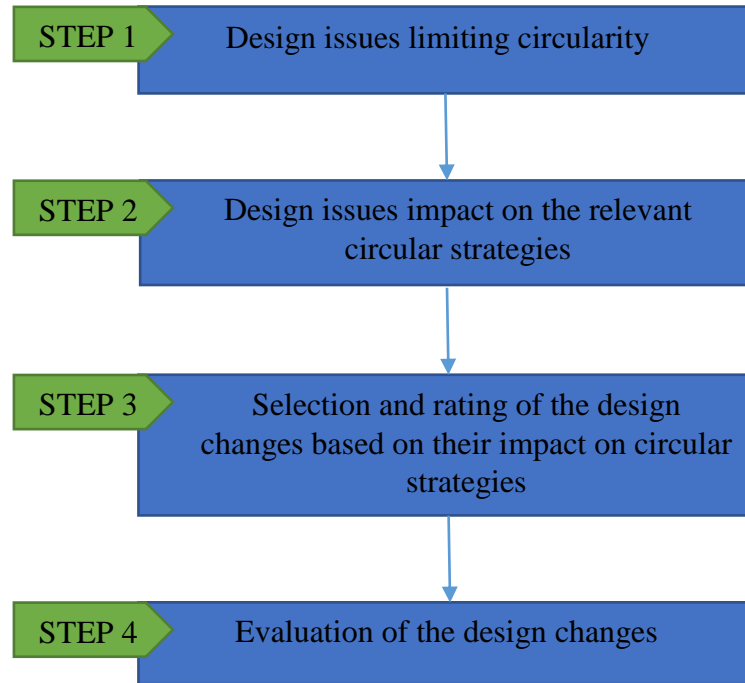 STEP 1
Design issues limiting circularity
STEP 2
Design issues impact on the relevant
circular strategies
STEP 3
Selection and rating of the design
changes based on their impact on circular
strategies
STEP 4
Evaluation of the design changes